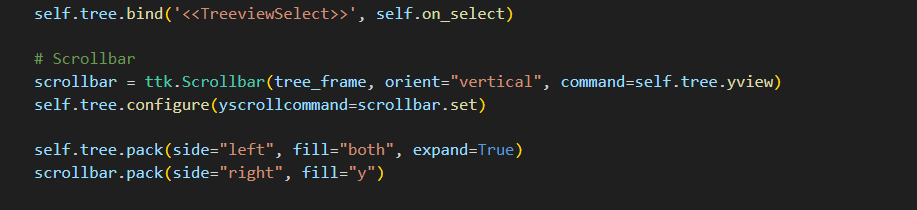 self.tree.bind('<<TreeviewSelect>>', self.on_select)
# Scrollbar
scrollbar = ttk.Scrollbar(tree_frame, orient="vertical", command=self.tree.yview)
self.tree.configure(yscrollcommand=scrollbar.set)
self.tree.pack(side="left", fill="both", expand=True)
scrollbar.pack(side="right", fill="y")